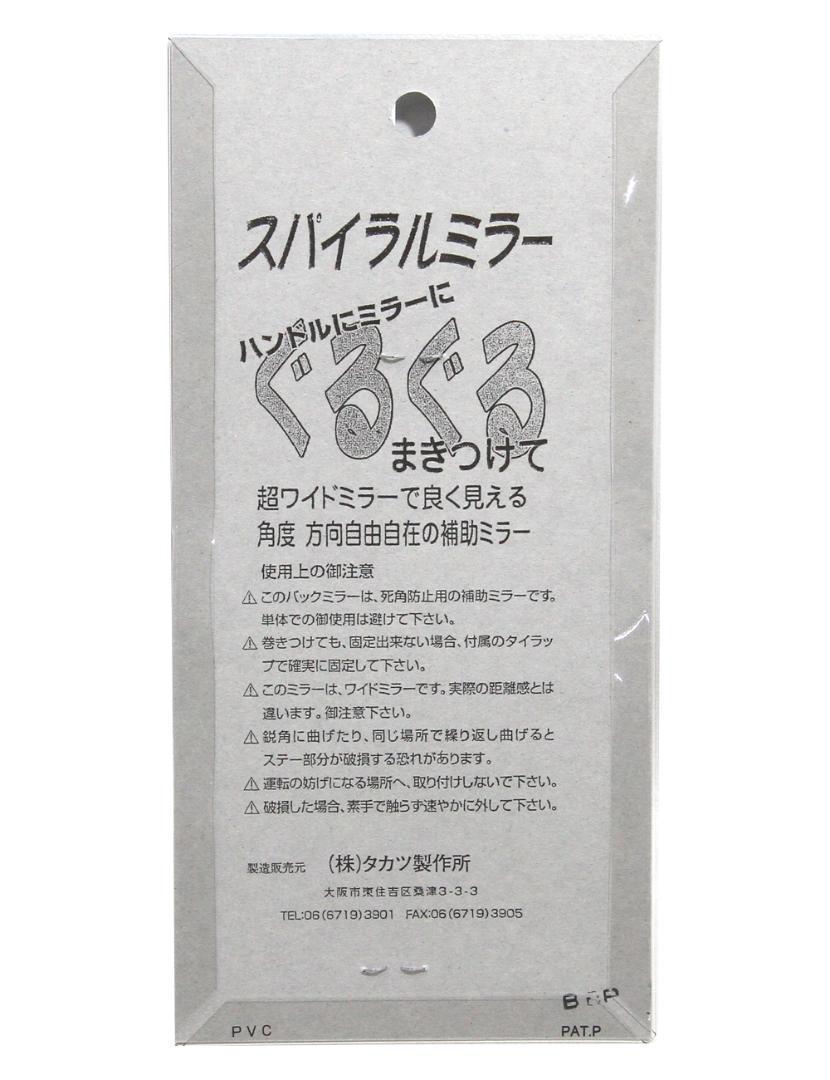 スパイラルミラー
ハンドルにミラーに
ぐるぐる
まきつけて
超ワイドミラーで良く見える
角度 方向自由自在の補助ミラー
使用上の御注意
⚠このバックミラーは、死角防止用の補助ミラーです。
単体での御使用は避けて下さい。
⚠巻きつけても、固定出来ない場合、付属のタイラッ
プで確実に固定して下さい。
⚠このミラーは、ワイドミラーです。実際の距離感とは
違います。御注意下さい。
⚠鋭角に曲げたり、同じ場所で繰り返し曲げると
ステー部分が破損する恐れがあります。
⚠運転の妨げになる場所へ、取り付けしないで下さい。
⚠破損した場合、素手で触らず速やかに外して下さい。
製造販売元 (株)タカツ製作所
大阪市東住吉区桑津3-3-3
TEL:06(6719)3901 FAX:06(6719)3905
PVC PAT.P